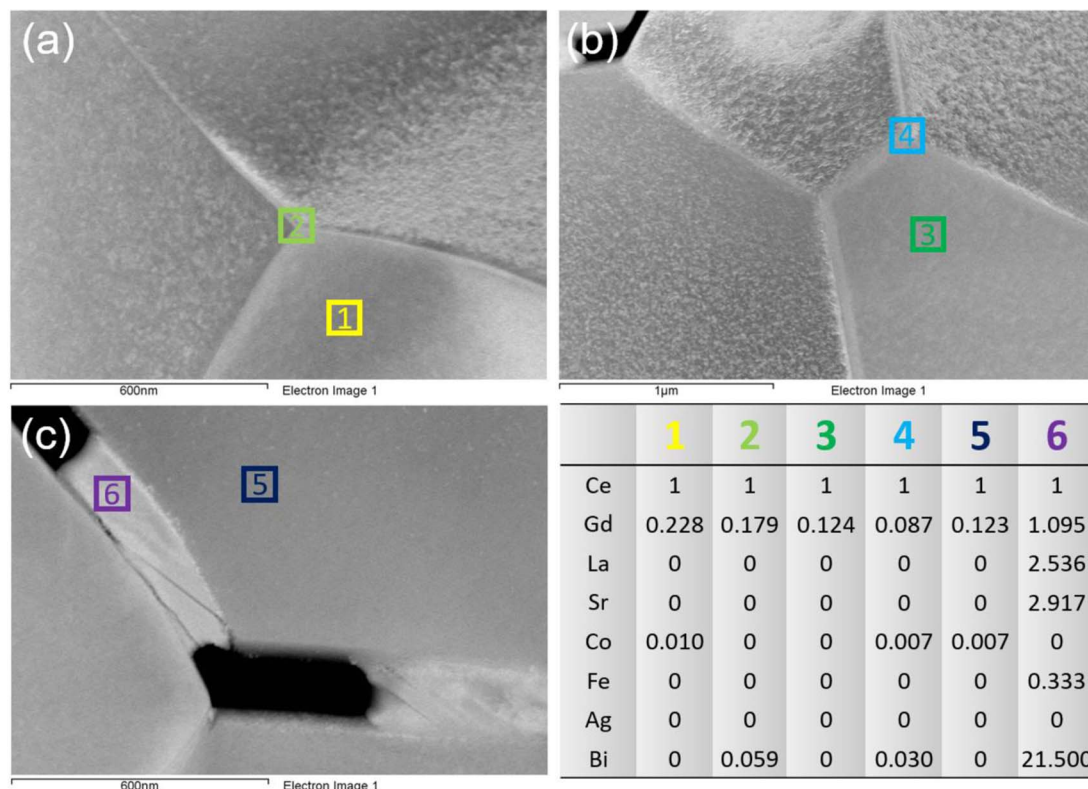 (a)
2
1
600nm Electron Image 1
(b)
4
3
1µm Electron Image 1
(c)
6
5
600nm Electron Image 1
1 2 3 4 5 6
Ce 1 1 1 1 1 1
Gd 0.228 0.179 0.124 0.087 0.123 1.095
La 0 0 0 0 0 2.536
Sr 0 0 0 0 0 2.917
Co 0.010 0 0 0.007 0.007 0
Fe 0 0 0 0 0 0.333
Ag 0 0 0 0 0 0
Bi 0 0.059 0 0.030 0 21.500